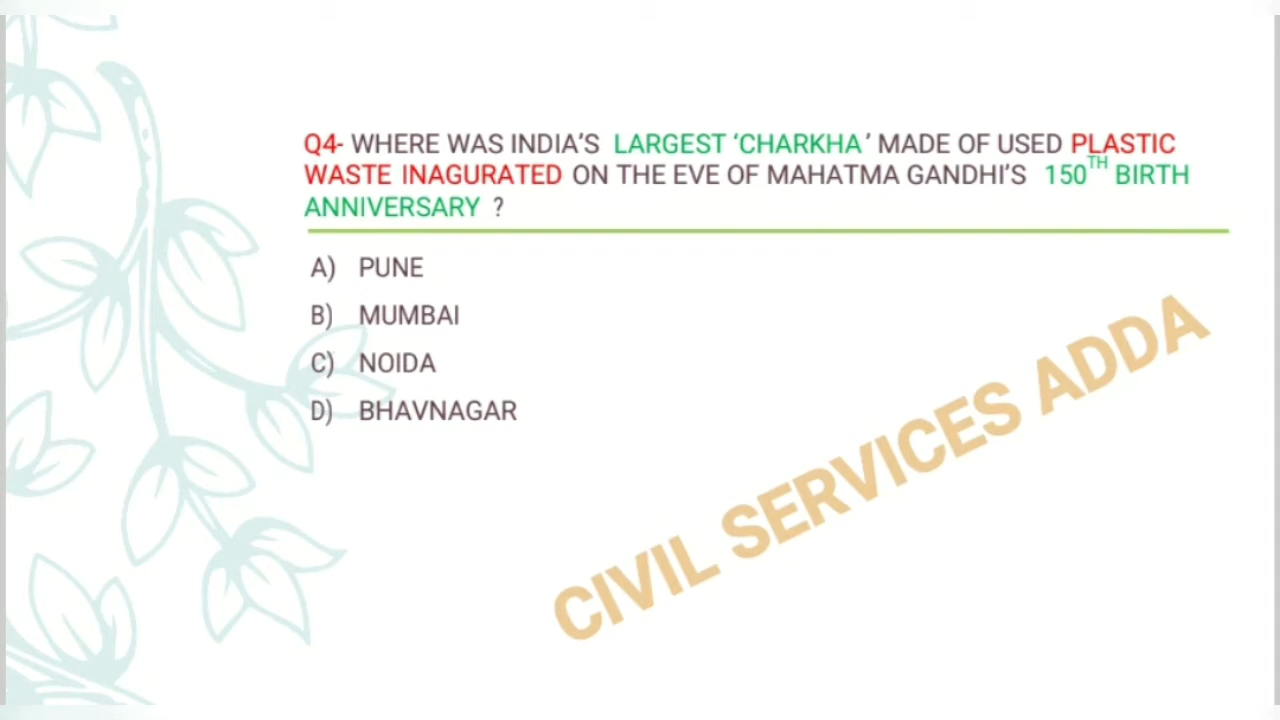 Q4- WHERE WAS INDIA'S LARGEST ‘CHARKHA’ MADE OF USED PLASTIC
WASTE INAGURATED ON THE EVE OF MAHATMA GANDHI'S 150TH BIRTH
ANNIVERSARY ?
A) PUNE
B) MUMBAI
C) NOIDA
D) BHAVNAGAR
CIVIL SERVICES ADDA